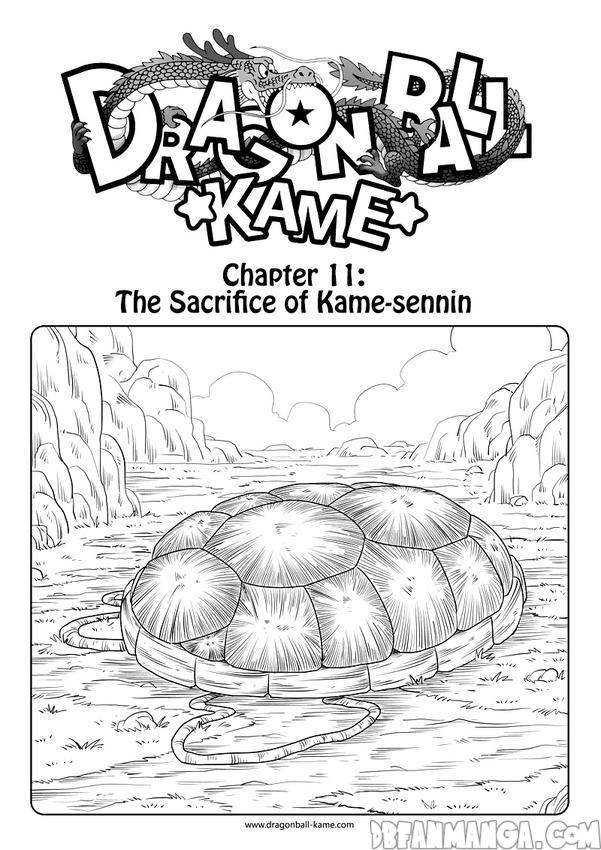 DRAGON BALL
KAME
Chapter 11:
The Sacrifice of Kame-sennin
www.dragonball-kame.com
DBFANMANGA.COM